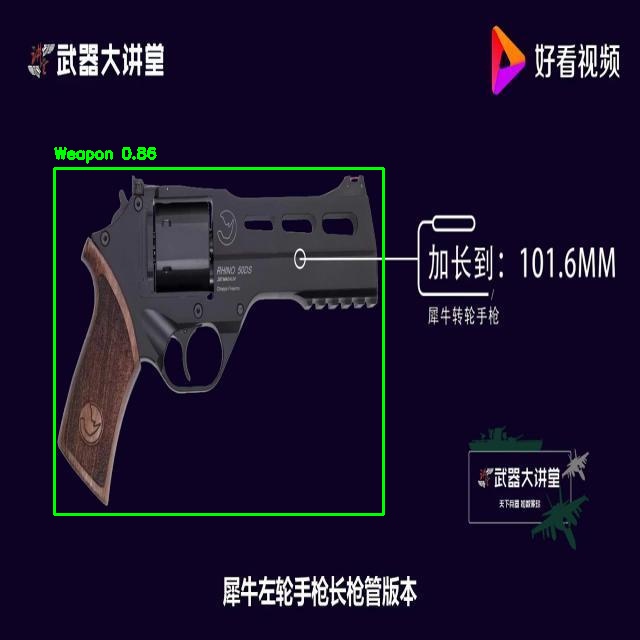 武器大讲堂
好看视频
Weapon 0.86
RHINO 50DS
加长到：101.6MM
犀牛转轮手枪
武器大讲堂
犀牛左轮手枪长枪管版本